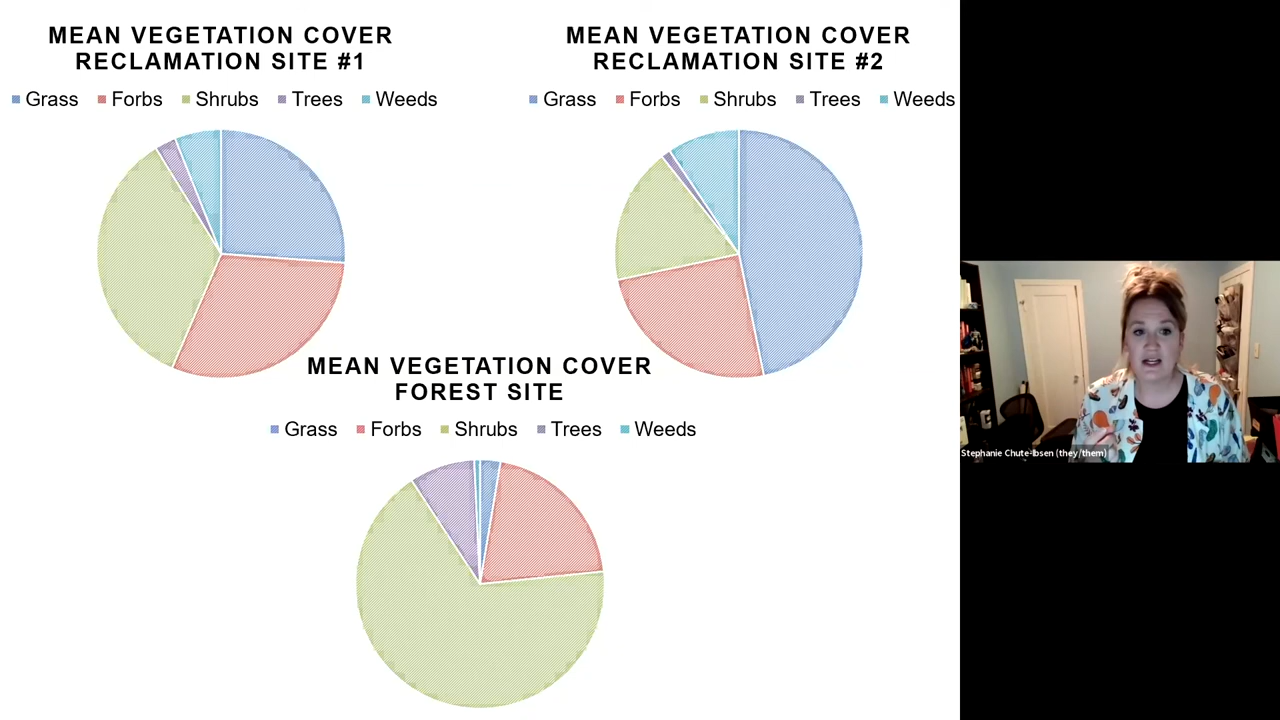 MEAN VEGETATION COVER
RECLAMATION SITE #1
Grass Forbs Shrubs Trees Weeds
MEAN VEGETATION COVER
RECLAMATION SITE #2
Grass Forbs Shrubs Trees Weeds
MEAN VEGETATION COVER
FOREST SITE
Grass Forbs Shrubs Trees Weeds
Stephanie Chute-Ibsen (they/them)